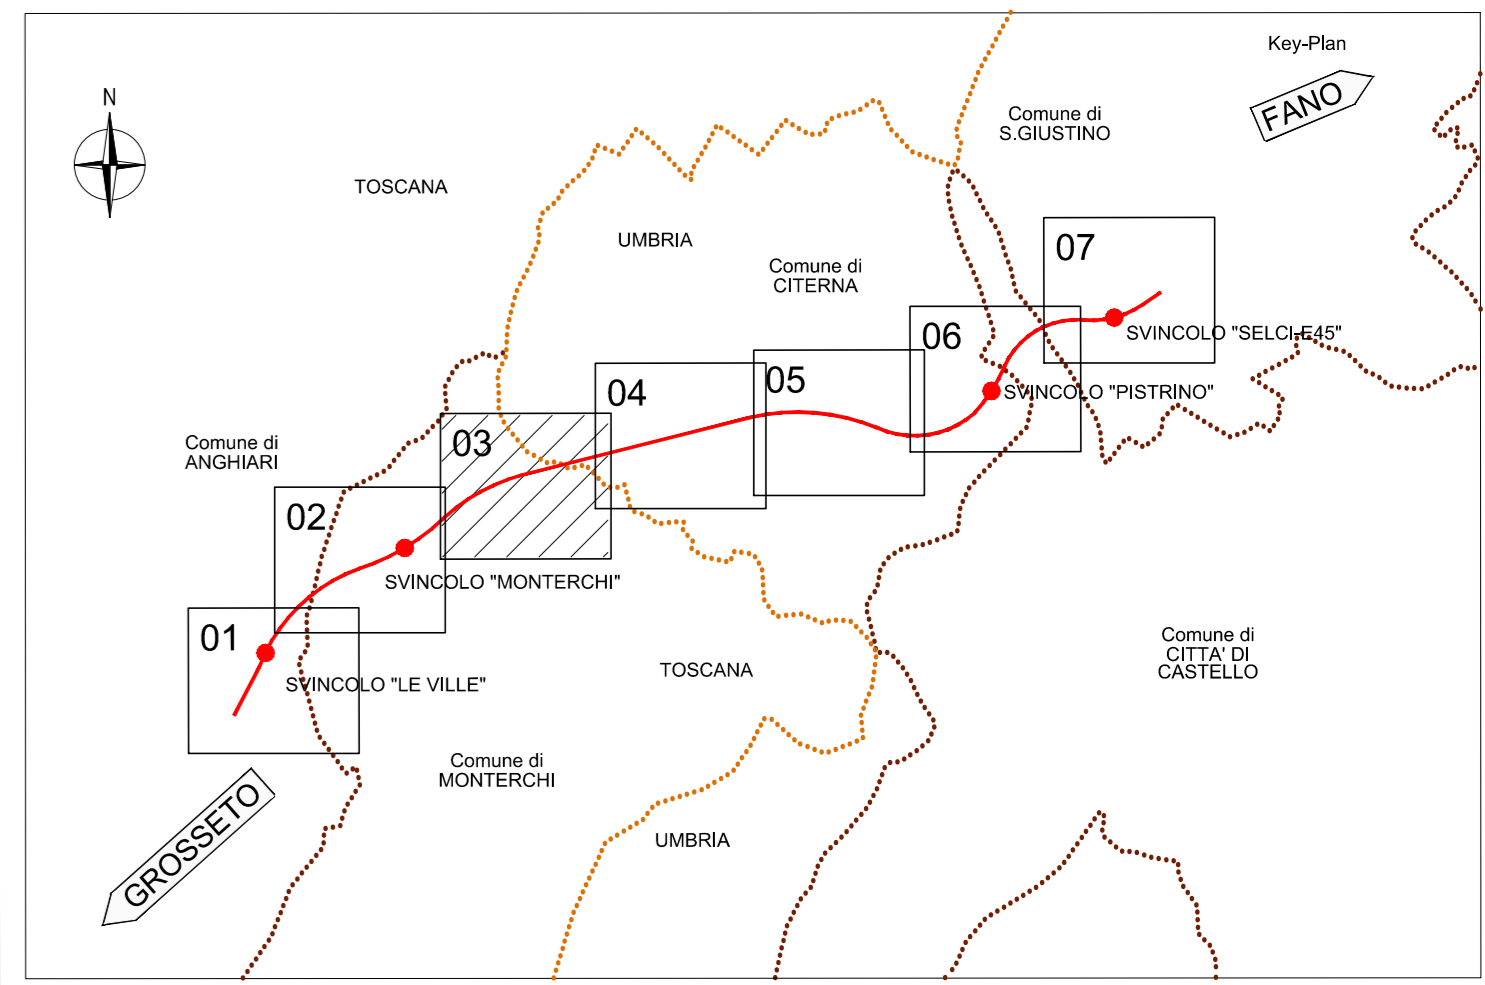 Key-Plan
FANO
N
Comune di
S.GIUSTINO
TOSCANA
UMBRIA
07
Comune di
CITERNA
06
SVINCOLO "SELCI-E45"
05
04
SVINCOLO "PISTRINO"
03
Comune di
ANGHIARI
02
SVINCOLO "MONTERCHI"
01
Comune di
CITTA' DI
CASTELLO
TOSCANA
SVINCOLO "LE VILLE"
Comune di
MONTERCHI
GROSSETO
UMBRIA